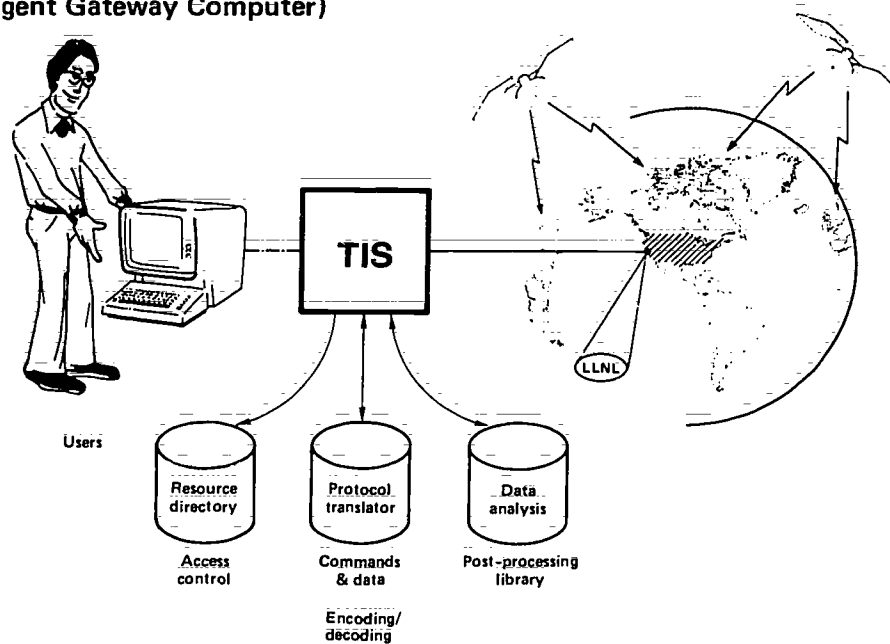 gent Gateway Computer)
TIS
LLNL
Users
Resource
directory
Protocol
translator
Data
analysis
Access
control
Commands
& data
Post-processing
library
Encoding/
decoding